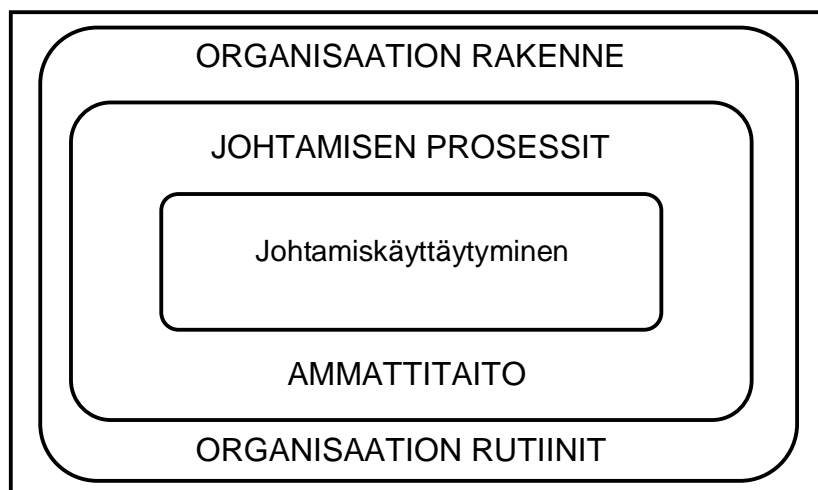 ORGANISAATION RAKENNE
JOHTAMISEN PROSESSIT
Johtamiskäyttäytyminen
AMMATTITAITO
ORGANISAATION RUTIINIT